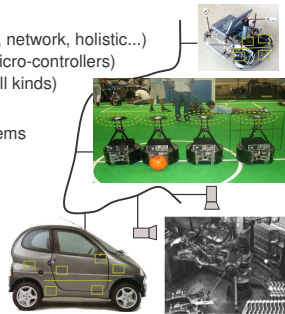 , network, holistic...)
icro-controllers)
ll kinds)
ems